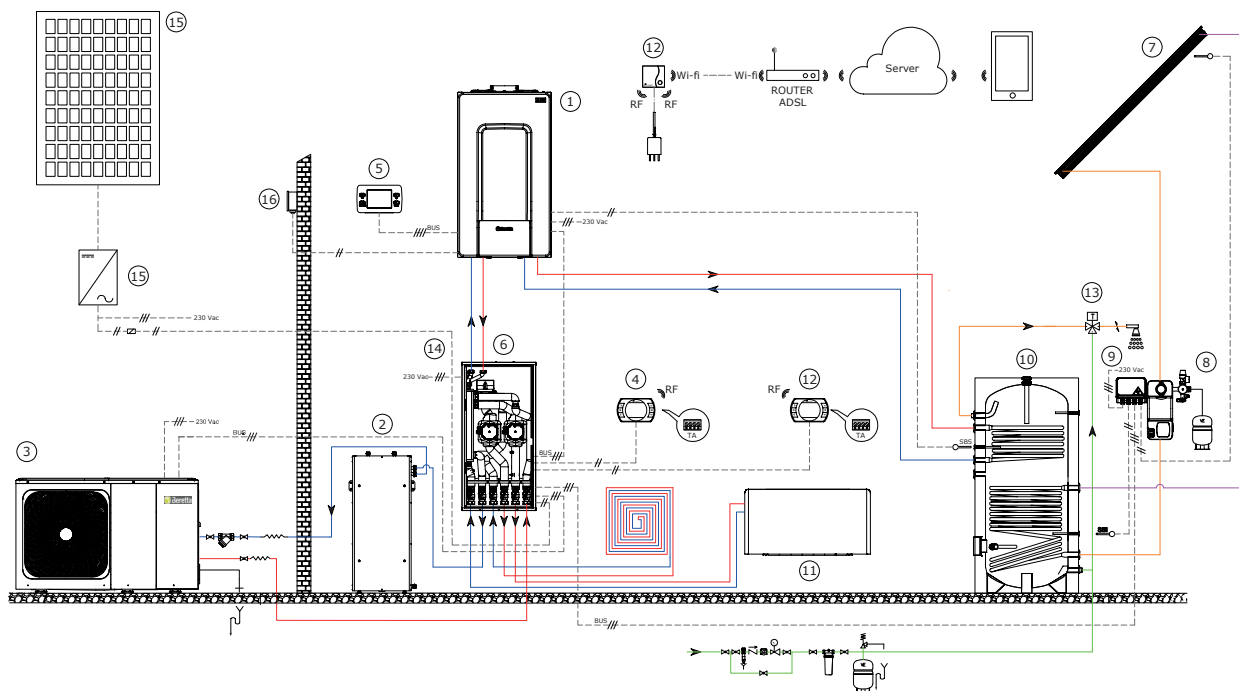 15
12
Wi-fi
Wi-fi
Server
7
RF
RF
ROUTER
ADSL
1
5
16
BUS
230 Vac
15
13
230 Vac
14
6
230 Vac
4
RF
TA
RF
12
TA
10
9
8
230 Vac
SBS
3
230 Vac
BUS
2
BUS
Beretta
11
BUS